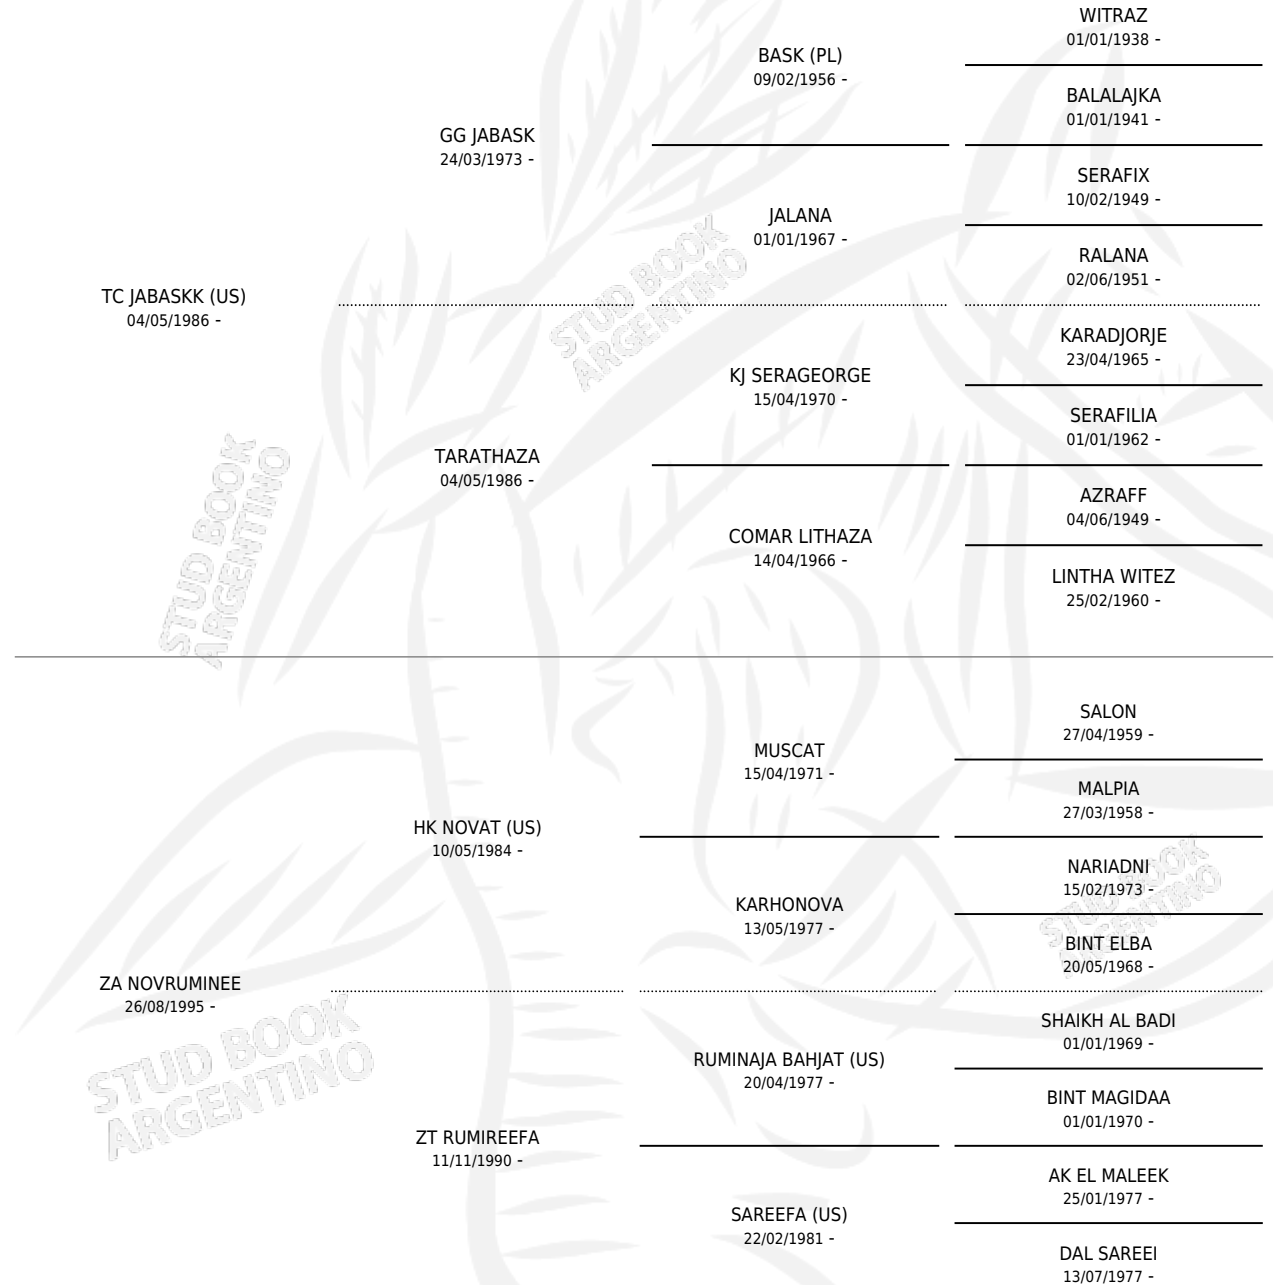 WITRAZ
01/01/1938 -
BASK (PL)
09/02/1956 -
BALALAJKA
01/01/1941 -
GG JABASK
24/03/1973 -
SERAFIX
10/02/1949 -
JALANA
01/01/1967 -
RALANA
02/06/1951 -
TC JABASKK (US)
04/05/1986 -
KARADJORJE
23/04/1965 -
KJ SERAGEORGE
15/04/1970 -
SERAFILIA
01/01/1962 -
TARATHAZA
04/05/1986 -
AZRAFF
04/06/1949 -
COMAR LITHAZA
14/04/1966 -
LINTHA WITEZ
25/02/1960 -
STUD BOOK
ARGENTINO
STUD BOOK
ARGENTINO
SALON
27/04/1959 -
MUSCAT
15/04/1971 -
MALPIA
27/03/1958 -
HK NOVAT (US)
10/05/1984 -
NARIADNI
15/02/1973 -
KARHONOVA
13/05/1977 -
BINT ELBA
20/05/1968 -
ZA NOVRUMINEE
26/08/1995 -
SHAIKH AL BADI
01/01/1969 -
RUMINAJA BAHJAT (US)
20/04/1977 -
BINT MAGIDAA
01/01/1970 -
ZT RUMIREEFA
11/11/1990 -
AK EL MALEEK
25/01/1977 -
SAREEFA (US)
22/02/1981 -
DAL SAREEI
13/07/1977 -
STUD BOOK
ARGENTINO
STUD BOOK
ARGENTINO